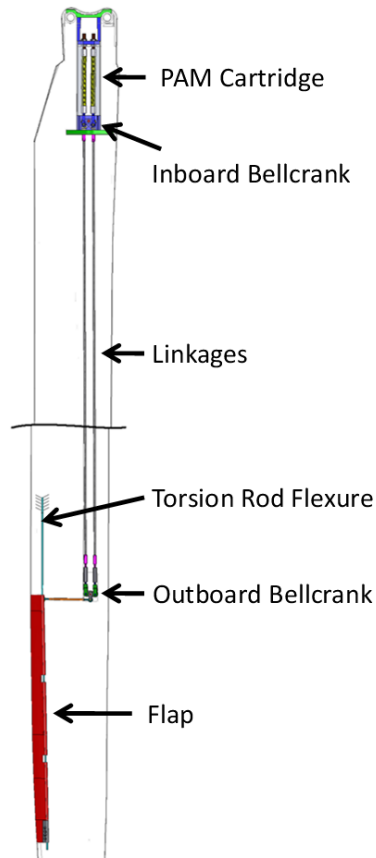 PAM Cartridge
Inboard Bellcrank
Linkages
Torsion Rod Flexure
Outboard Bellcrank
Flap